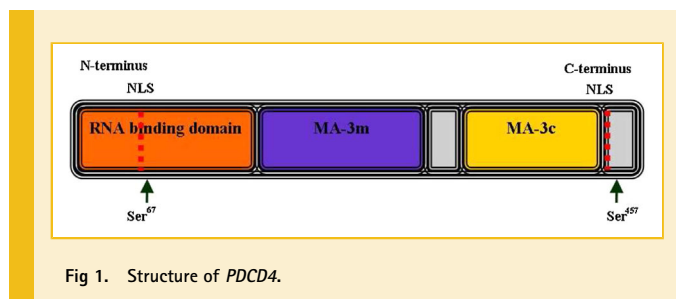 N-terminus
C-terminus
NLS
NLS
RNA binding domain
MA-3m
MA-3c
Ser67
Ser457
Fig 1. Structure of PDCD4.